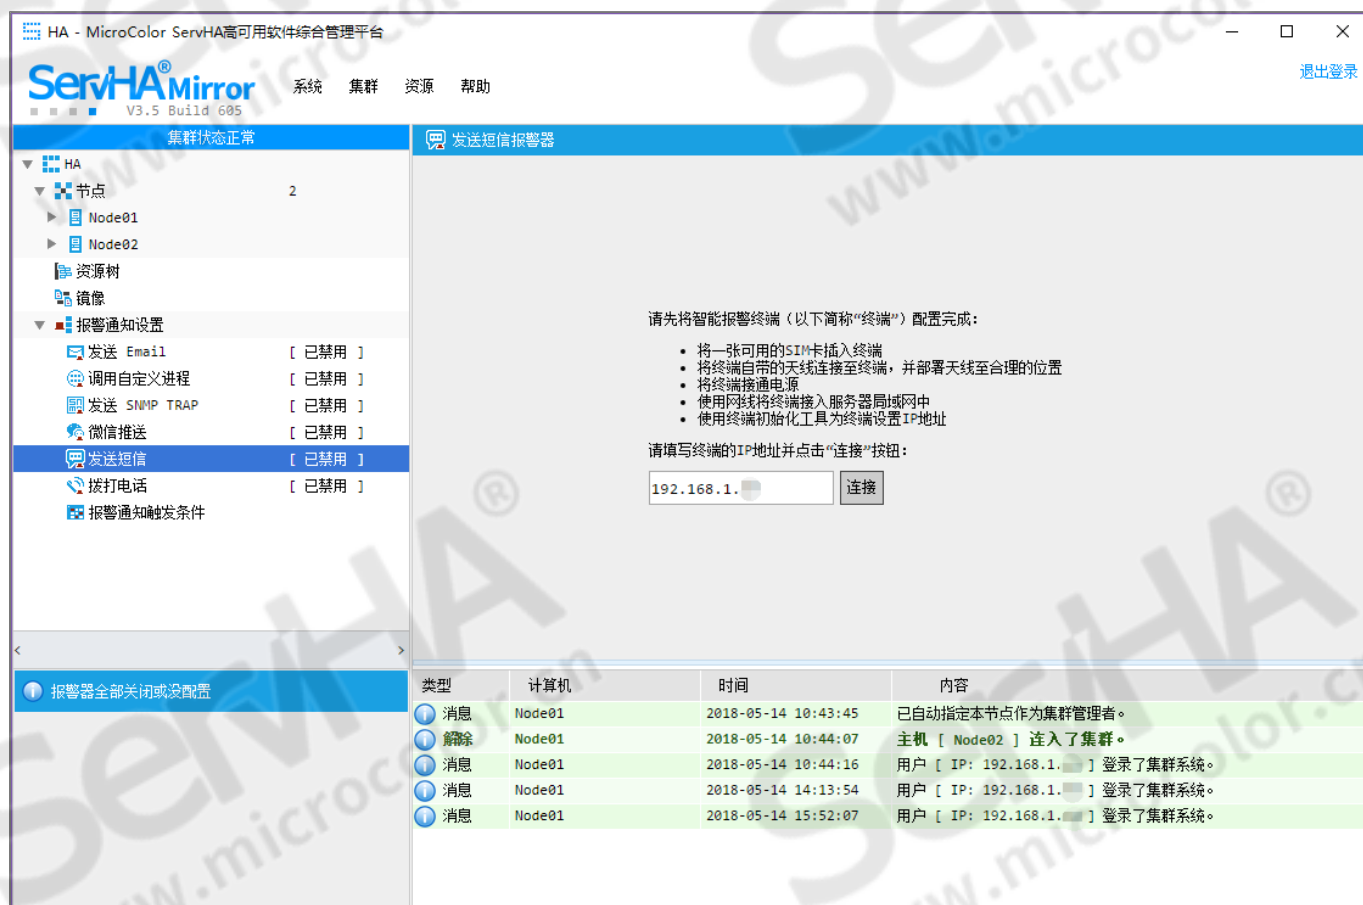 HA - MicroColor ServHA高可用软件综合管理平台
ServHA® Mirror
V3.5 Build 605
系统 集群 资源 帮助
退出登录
集群状态正常
HA
节点 2
Node01
Node02
资源树
镜像
报警通知设置
发送 Email [ 已禁用 ]
调用自定义进程 [ 已禁用 ]
发送 SNMP TRAP [ 已禁用 ]
微信推送 [ 已禁用 ]
发送短信 [ 已禁用 ]
拨打电话 [ 已禁用 ]
报警通知触发条件
报警器全部关闭或没配置
发送短信报警器
请先将智能报警终端（以下简称“终端”）配置完成：
• 将一张可用的SIM卡插入终端
• 将终端自带的天线连接至终端，并部署天线至合理的位置
• 将终端接通电源
• 使用网线将终端接入服务器局域网中
• 使用终端初始化工具为终端设置IP地址
请填写终端的IP地址并点击“连接”按钮：
192.168.1. 连接
类型 计算机 时间 内容
消息 Node01 2018-05-14 10:43:45 已自动指定本节点作为集群管理者。
解除 Node01 2018-05-14 10:44:07 主机 [ Node02 ] 连入了集群。
消息 Node01 2018-05-14 10:44:16 用户 [ IP: 192.168.1. ] 登录了集群系统。
消息 Node01 2018-05-14 14:13:54 用户 [ IP: 192.168.1. ] 登录了集群系统。
消息 Node01 2018-05-14 15:52:07 用户 [ IP: 192.168.1. ] 登录了集群系统。
ServHA®
www.microcolor.cn